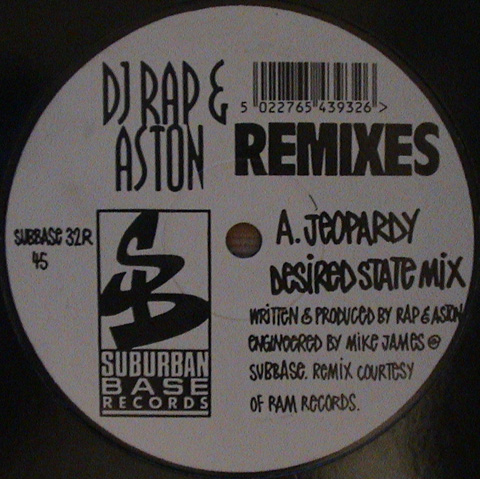 DJ RAP &
ASTON
5 022765 439326 >
REMIXES
SUBBASE 32R
45
A. JEOPARDY
DESIRED STATE MIX
WRITTEN & PRODUCED BY RAP & ASTON
ENGINEERED BY MIKE JAMES @
SUBBASE. REMIX COURTESY
OF RAM RECORDS.
SUBURBAN
BASE
RECORDS